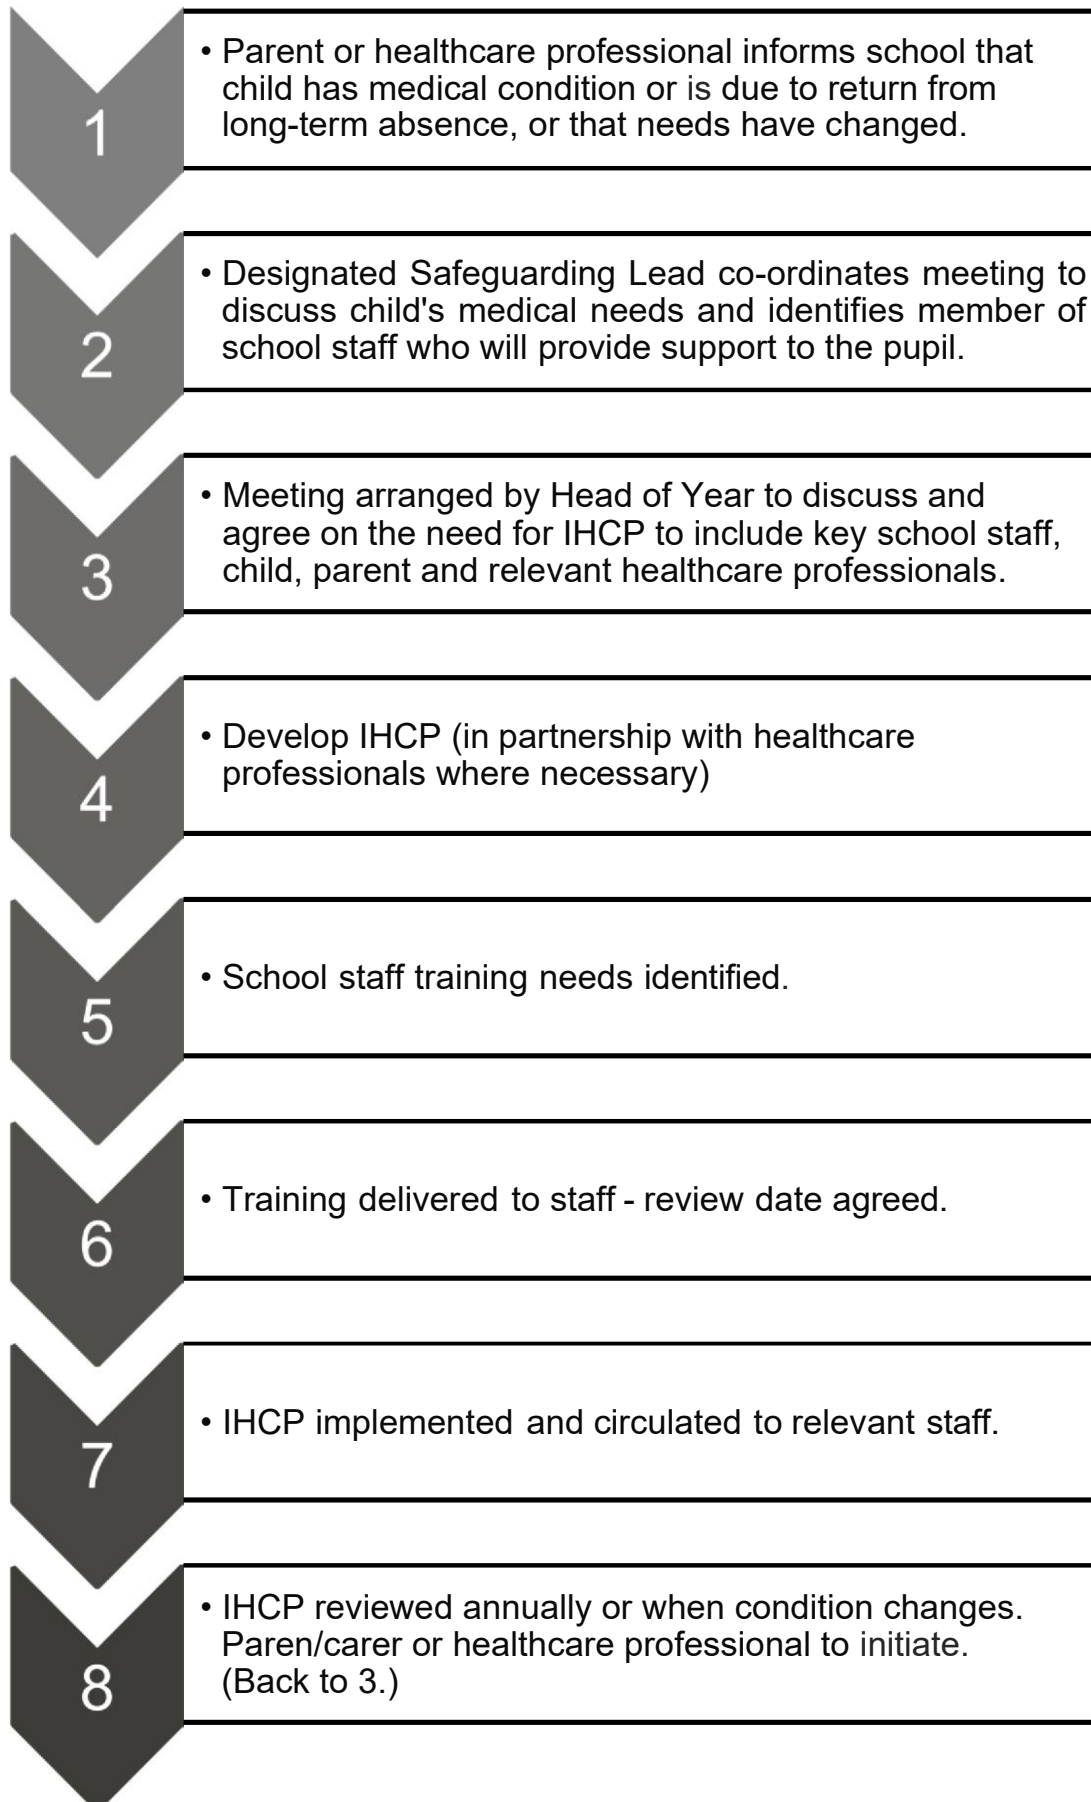 1
• Parent or healthcare professional informs school that
child has medical condition or is due to return from
long-term absence, or that needs have changed.
2
• Designated Safeguarding Lead co-ordinates meeting to
discuss child's medical needs and identifies member of
school staff who will provide support to the pupil.
3
• Meeting arranged by Head of Year to discuss and
agree on the need for IHCP to include key school staff,
child, parent and relevant healthcare professionals.
4
• Develop IHCP (in partnership with healthcare
professionals where necessary)
5
• School staff training needs identified.
6
• Training delivered to staff - review date agreed.
7
• IHCP implemented and circulated to relevant staff.
8
• IHCP reviewed annually or when condition changes.
Paren/carer or healthcare professional to initiate.
(Back to 3.)